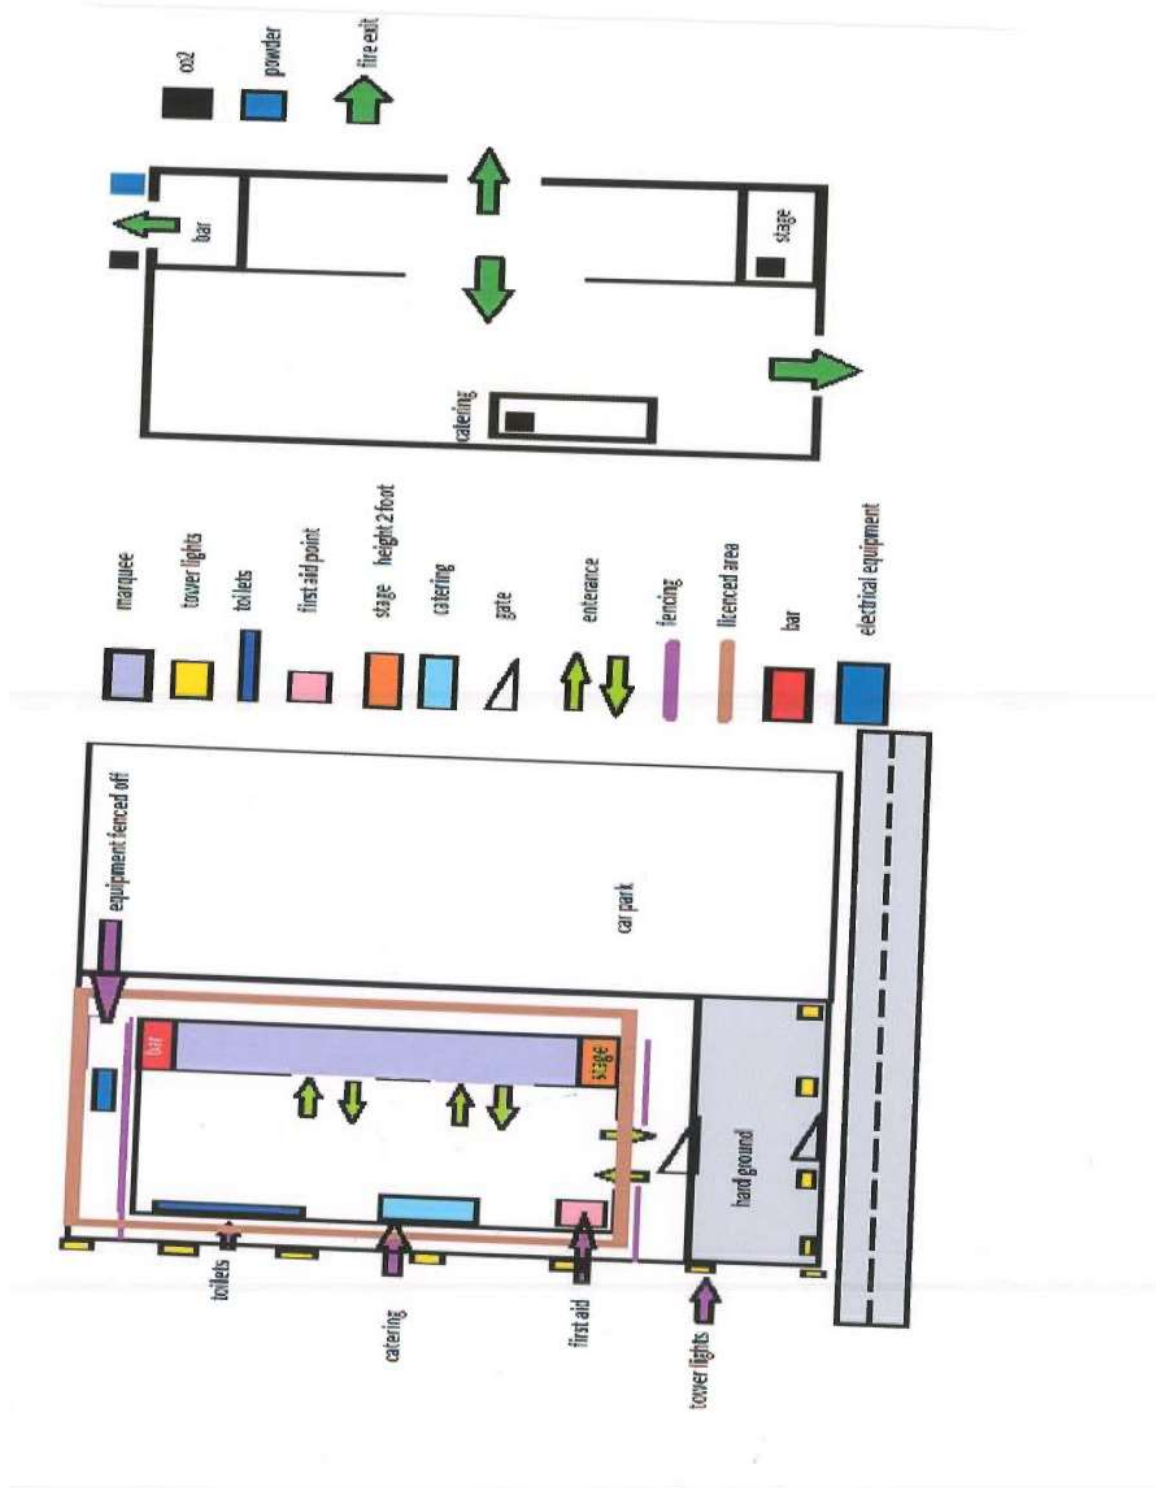 equipment fenced off
car park
bar
stage
hard ground
toillets
catering
first aid
tower lights
marquee
tower lights
toilets
first aid point
stage height 2 foot
catering
gate
enterance
fencing
licenced area
bar
electrical equipment
bar
stage
catering
co2
powder
fire exit